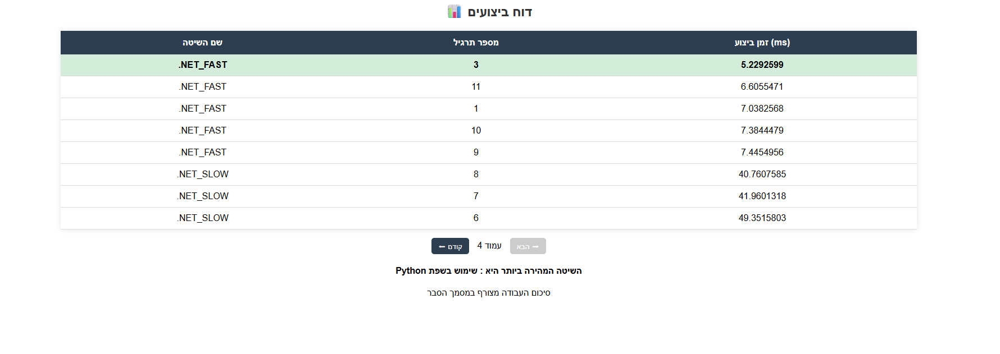 דוח ביצועים
שם השיטה מספר תרגיל זמן ביצוע (ms)
.NET_FAST 3 5.2292599
.NET_FAST 11 6.6055471
.NET_FAST 1 7.0382568
.NET_FAST 10 7.3844479
.NET_FAST 9 7.4454956
.NET_SLOW 8 40.7607585
.NET_SLOW 7 41.9601318
.NET_SLOW 6 49.3515803
← קודם עמוד 4 הבא →
השיטה המהירה ביותר היא : שימוש בשפת Python
סיכום העבודה מצורף במסמך הסבר